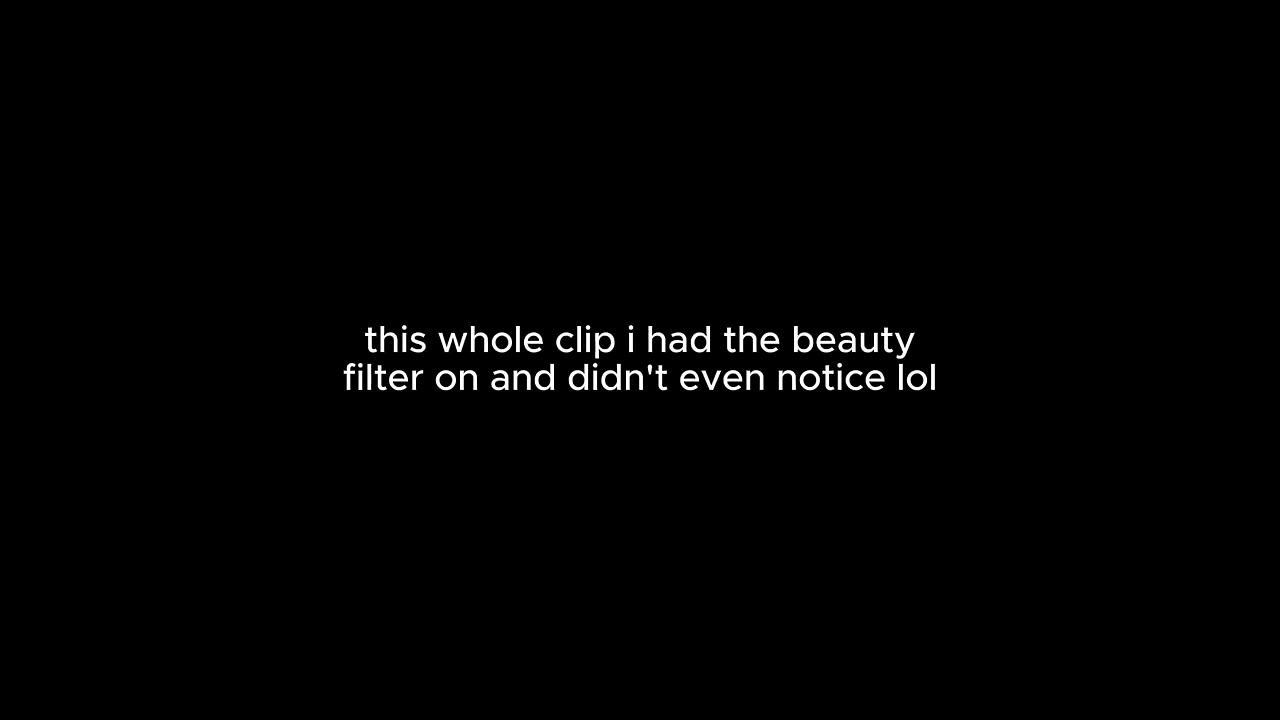 this whole clip i had the beauty
filter on and didn't even notice lol